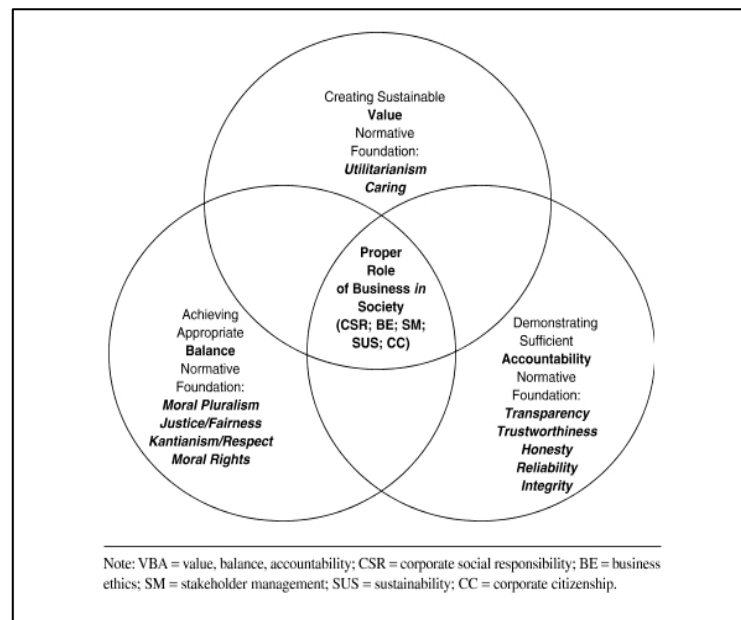 Creating Sustainable
Value
Normative
Foundation:
Utilitarianism
Caring
Proper
Role
of Business in
Society
(CSR; BE; SM;
SUS; CC)
Achieving
Appropriate
Balance
Normative
Foundation:
Moral Pluralism
Justice/Fairness
Kantianism/Respect
Moral Rights
Demonstrating
Sufficient
Accountability
Normative
Foundation:
Transparency
Trustworthiness
Honesty
Reliability
Integrity
Note: VBA = value, balance, accountability; CSR = corporate social responsibility; BE = business
ethics; SM = stakeholder management; SUS = sustainability; CC = corporate citizenship.